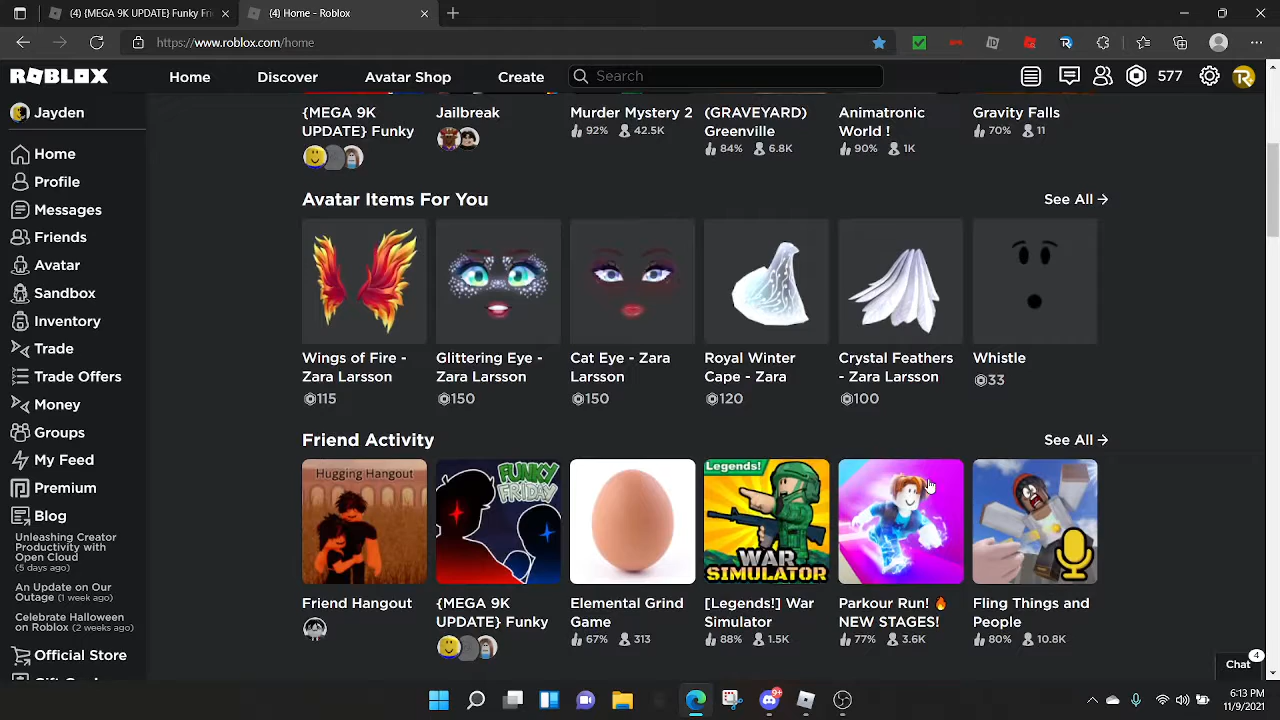 (4) {MEGA 9K UPDATE} Funky Fri
(4) Home - Roblox
https://www.roblox.com/home
ROBLOX
Home
Discover
Avatar Shop
Create
Search
577
Jayden
Home
Profile
Messages
Friends
Avatar
Sandbox
Inventory
Trade
Trade Offers
Money
Groups
My Feed
Premium
Blog
Unleashing Creator
Productivity with
Open Cloud
(5 days ago)
An Update on Our
Outage (1 week ago)
Celebrate Halloween
on Roblox (2 weeks ago)
Official Store
{MEGA 9K
UPDATE} Funky
Jailbreak
Murder Mystery 2
92% 42.5K
(GRAVEYARD)
Greenville
84% 6.8K
Animatronic
World !
90% 1K
Gravity Falls
70% 11
Avatar Items For You
See All →
Wings of Fire -
Zara Larsson
115
Glittering Eye -
Zara Larsson
150
Cat Eye - Zara
Larsson
150
Royal Winter
Cape - Zara
120
Crystal Feathers
- Zara Larsson
100
Whistle
33
Friend Activity
See All →
Hugging Hangout
FUNKY
FRIDAY
Legends!
WAR
SIMULATOR
Friend Hangout
{MEGA 9K
UPDATE} Funky
Elemental Grind
Game
67% 313
[Legends!] War
Simulator
88% 1.5K
Parkour Run! 🔥
NEW STAGES!
77% 3.6K
Fling Things and
People
80% 10.8K
Chat
4
9+
6:13 PM
11/9/2021